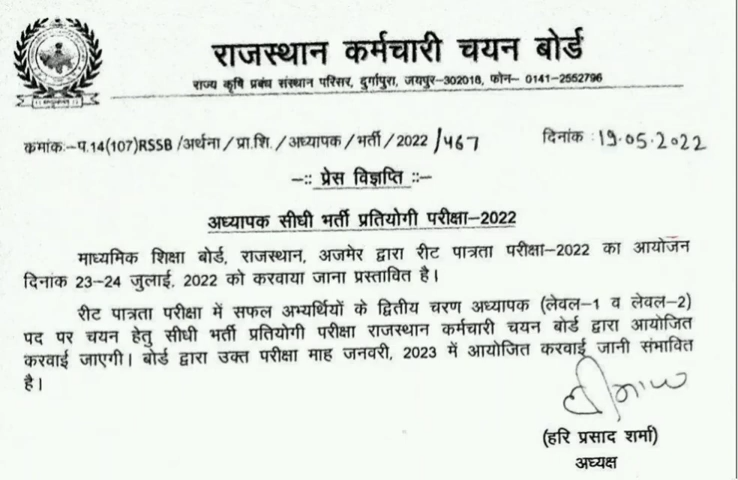 राजस्थान कर्मचारी चयन बोर्ड
राज्य कृषि प्रबंध संस्थान परिसर, दुर्गापुरा, जयपुर–302018, फोन– 0141–2552796
कमांकः–प.14(107)RSSB /अर्थना/प्रा.शि./अध्यापक/भर्ती/2022/467 दिनांक : 19.05.2022
–:: प्रेस विज्ञप्ति ::–
अध्यापक सीधी भर्ती प्रतियोगी परीक्षा–2022
माध्यमिक शिक्षा बोर्ड, राजस्थान, अजमेर द्वारा रीट पात्रता परीक्षा–2022 का आयोजन
दिनांक 23–24 जुलाई, 2022 को करवाया जाना प्रस्तावित है।
रीट पात्रता परीक्षा में सफल अभ्यर्थियों के द्वितीय चरण अध्यापक (लेवल–1 व लेवल–2)
पद पर चयन हेतु सीधी भर्ती प्रतियोगी परीक्षा राजस्थान कर्मचारी चयन बोर्ड द्वारा आयोजित
करवाई जाएगी। बोर्ड द्वारा उक्त परीक्षा माह जनवरी, 2023 में आयोजित करवाई जानी संभावित
है।
(हरि प्रसाद शर्मा)
अध्यक्ष